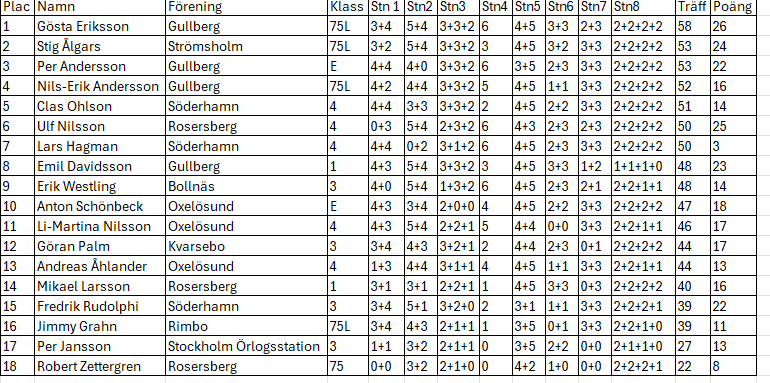 Plac Namn Förening Klass Stn 1 Stn2 Stn3 Stn4 Stn5 Stn6 Stn7 Stn8 Träff Poäng
1 Gösta Eriksson Gullberg 75L 3+4 5+4 3+3+2 6 4+5 3+3 2+3 2+2+2+2 58 26
2 Stig Ålgars Strömsholm 75L 3+2 5+4 3+3+2 3 4+5 3+2 3+3 2+2+2+2 53 24
3 Per Andersson Gullberg E 4+4 4+0 3+3+2 6 3+5 2+3 3+3 2+2+2+2 53 22
4 Nils-Erik Andersson Gullberg 75L 4+2 4+4 3+3+2 5 4+5 1+1 3+3 2+2+2+2 52 16
5 Clas Ohlson Söderhamn 4 4+4 3+3 3+3+2 2 4+5 2+2 3+3 2+2+2+2 51 14
6 Ulf Nilsson Rosersberg 4 0+3 5+4 2+3+2 6 4+3 2+3 2+3 2+2+2+2 50 25
7 Lars Hagman Söderhamn 4 4+4 0+2 3+1+2 6 4+5 2+3 3+3 2+2+2+2 50 3
8 Emil Davidsson Gullberg 1 4+3 5+4 3+3+2 3 4+5 3+3 1+2 1+1+1+0 48 23
9 Erik Westling Bollnäs 3 4+0 5+4 1+3+2 6 4+5 2+3 2+1 2+2+1+1 48 14
10 Anton Schönbeck Oxelösund E 4+3 3+4 2+0+0 4 4+5 2+2 3+3 2+2+2+2 47 18
11 Li-Martina Nilsson Oxelösund 4 4+3 5+4 2+2+1 5 4+4 0+0 3+3 2+2+1+1 46 17
12 Göran Palm Kvarsebo 3 3+4 4+3 3+2+1 2 4+4 2+3 0+1 2+2+2+2 44 17
13 Andreas Åhlander Oxelösund 4 1+3 4+4 3+1+1 4 4+5 1+1 3+3 2+2+1+1 44 13
14 Mikael Larsson Rosersberg 1 3+1 3+1 2+2+1 1 4+5 3+3 0+3 2+2+2+2 40 16
15 Fredrik Rudolphi Söderhamn 3 3+4 5+1 3+2+0 2 3+1 1+1 3+3 2+2+2+1 39 22
16 Jimmy Grahn Rimbo 75L 3+4 4+3 2+1+1 1 3+5 0+1 3+3 2+2+1+0 39 11
17 Per Jansson Stockholm Örlogsstation 3 1+1 3+2 2+1+1 0 3+5 2+2 0+0 2+1+1+0 27 13
18 Robert Zettergren Rosersberg 75 0+0 3+2 2+1+0 0 4+2 1+0 0+0 2+2+2+1 22 8